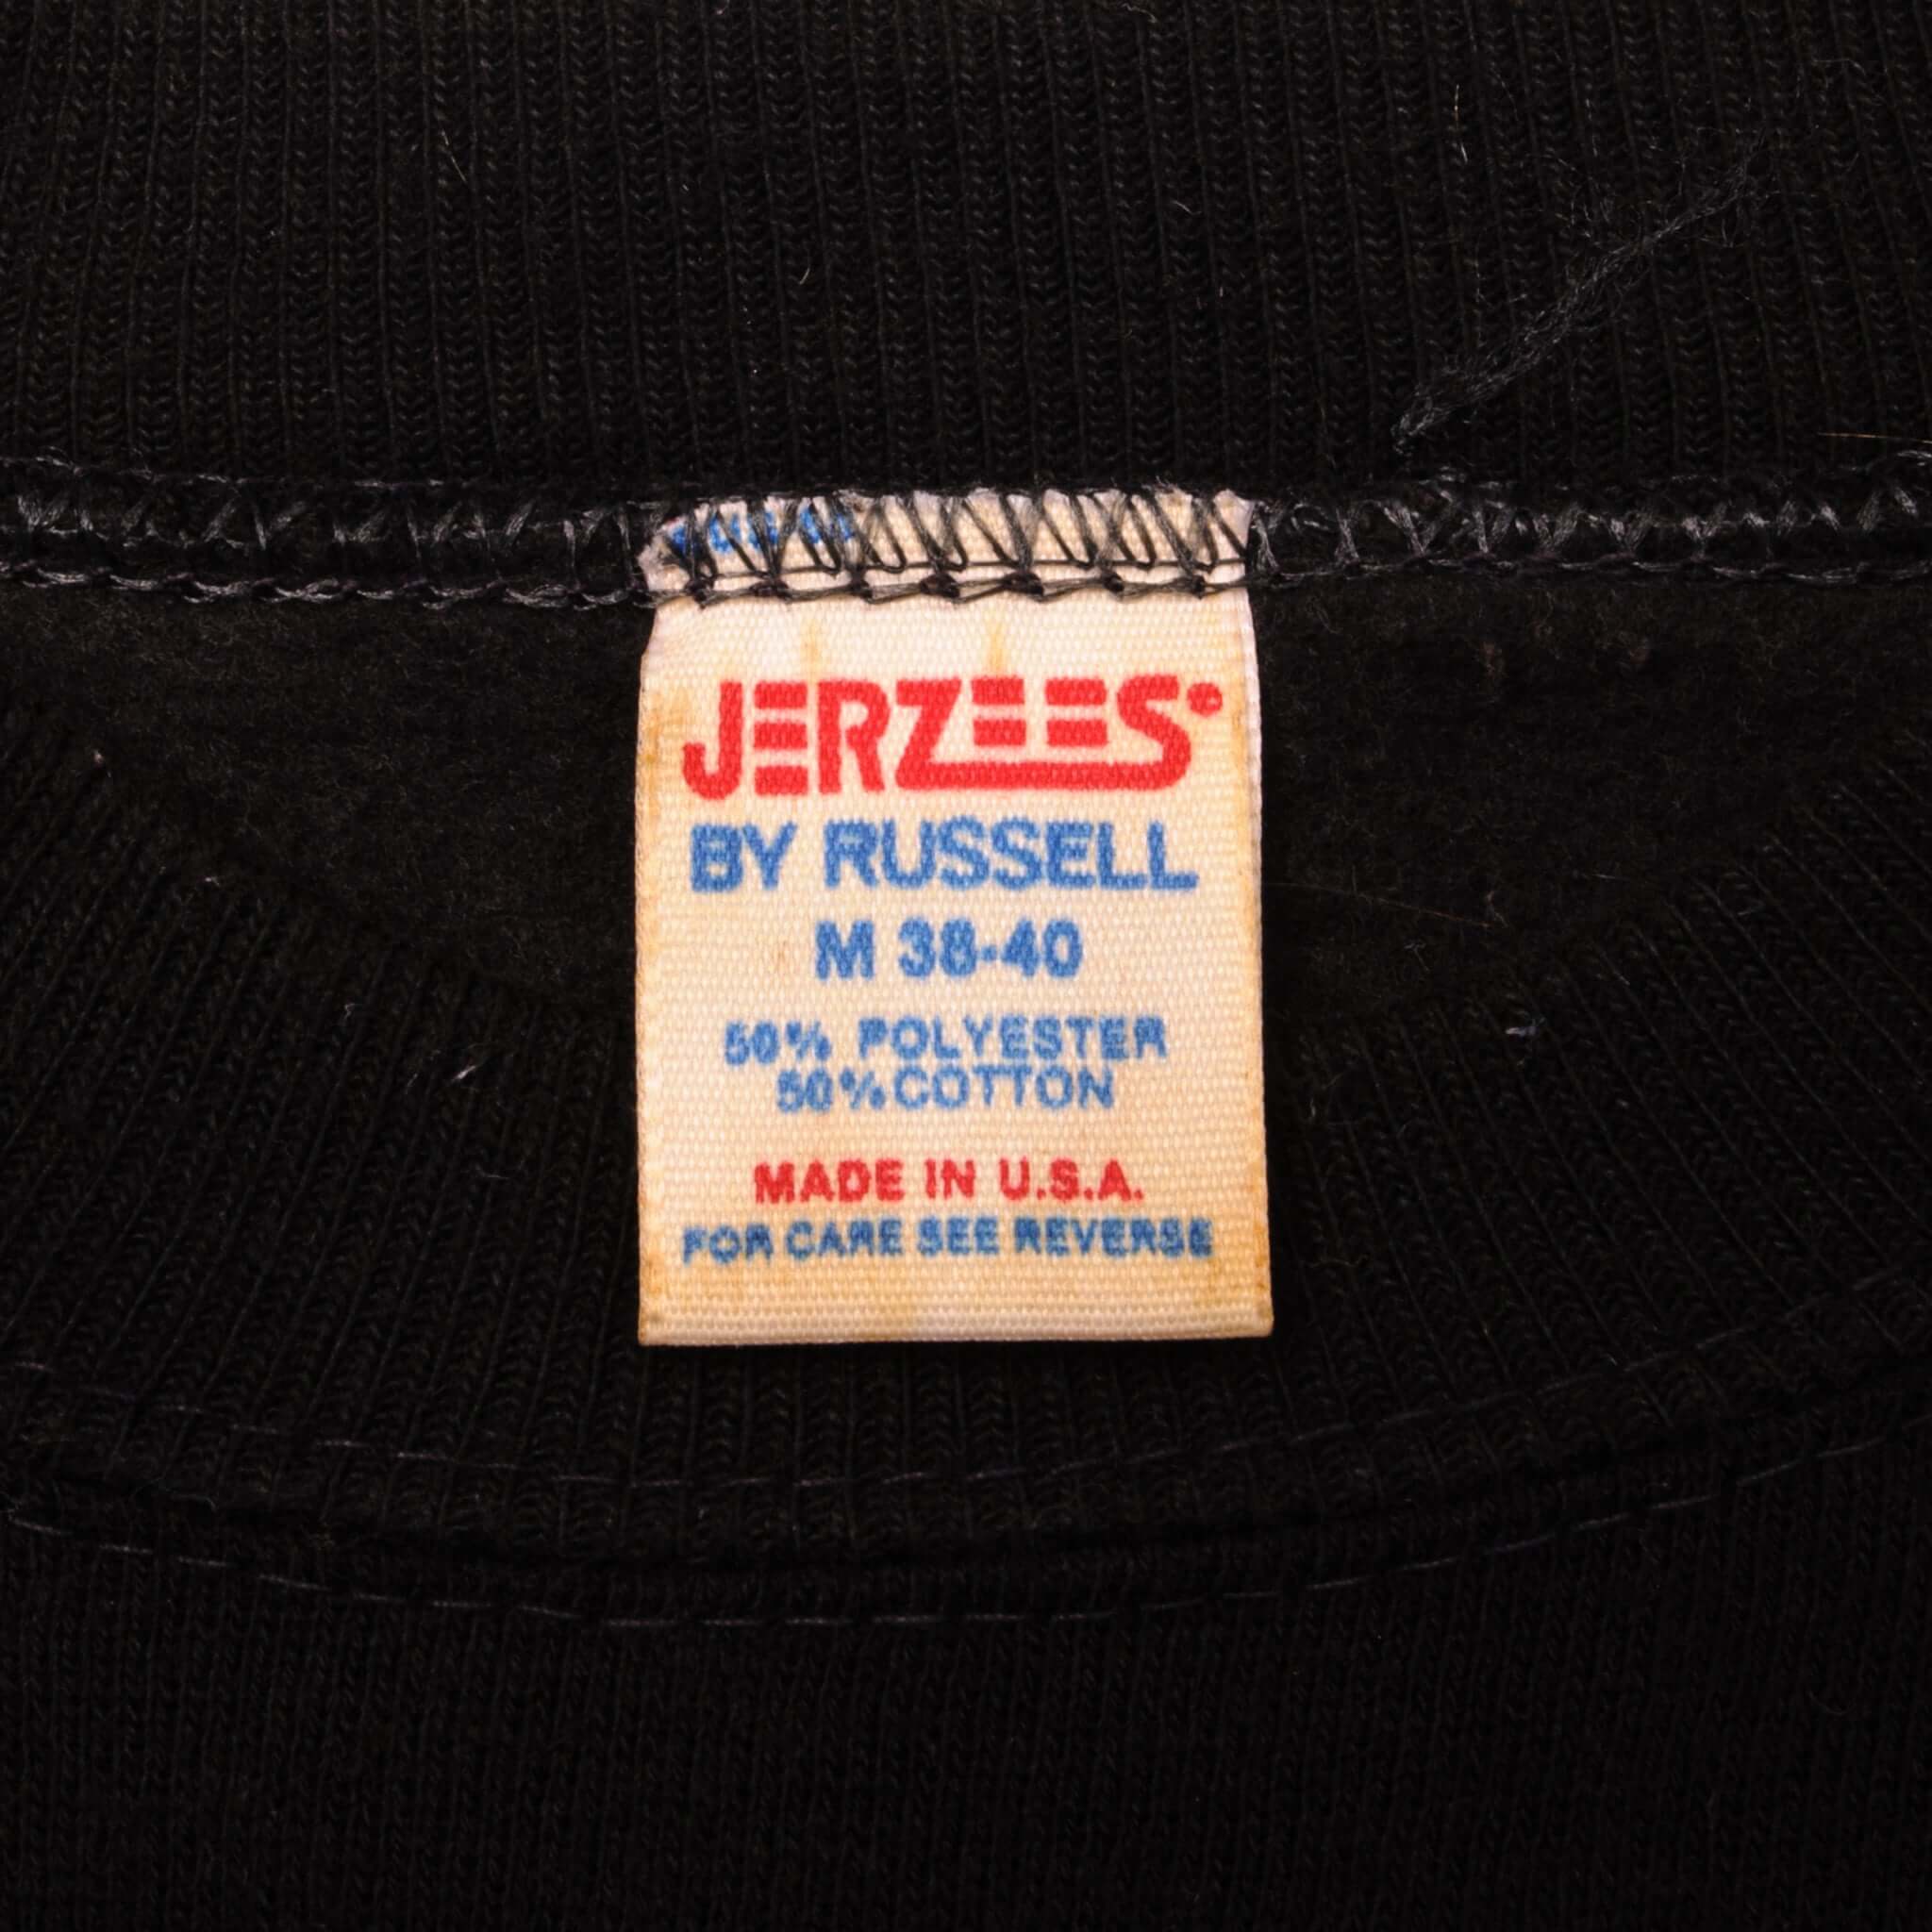 JERZEES®
BY RUSSELL
M 38-40
50% POLYESTER
50% COTTON
MADE IN U.S.A.
FOR CARE SEE REVERSE